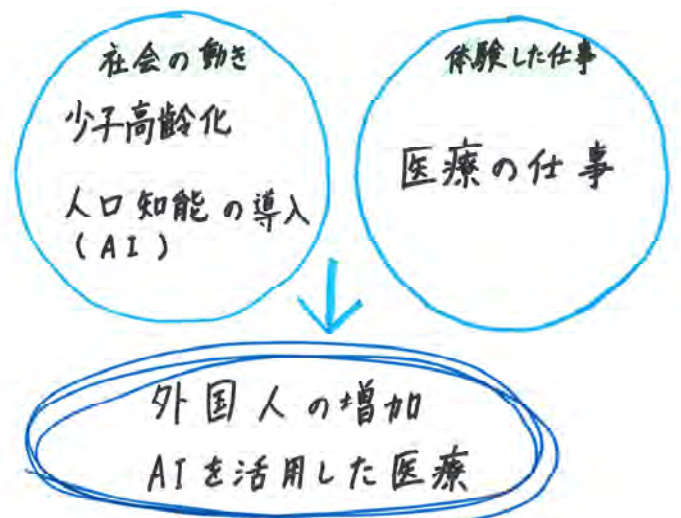 社会の動き
少子高齢化
人口知能の導入
(AI)
体験した仕事
医療の仕事
外国人の増加
AIを活用した医療